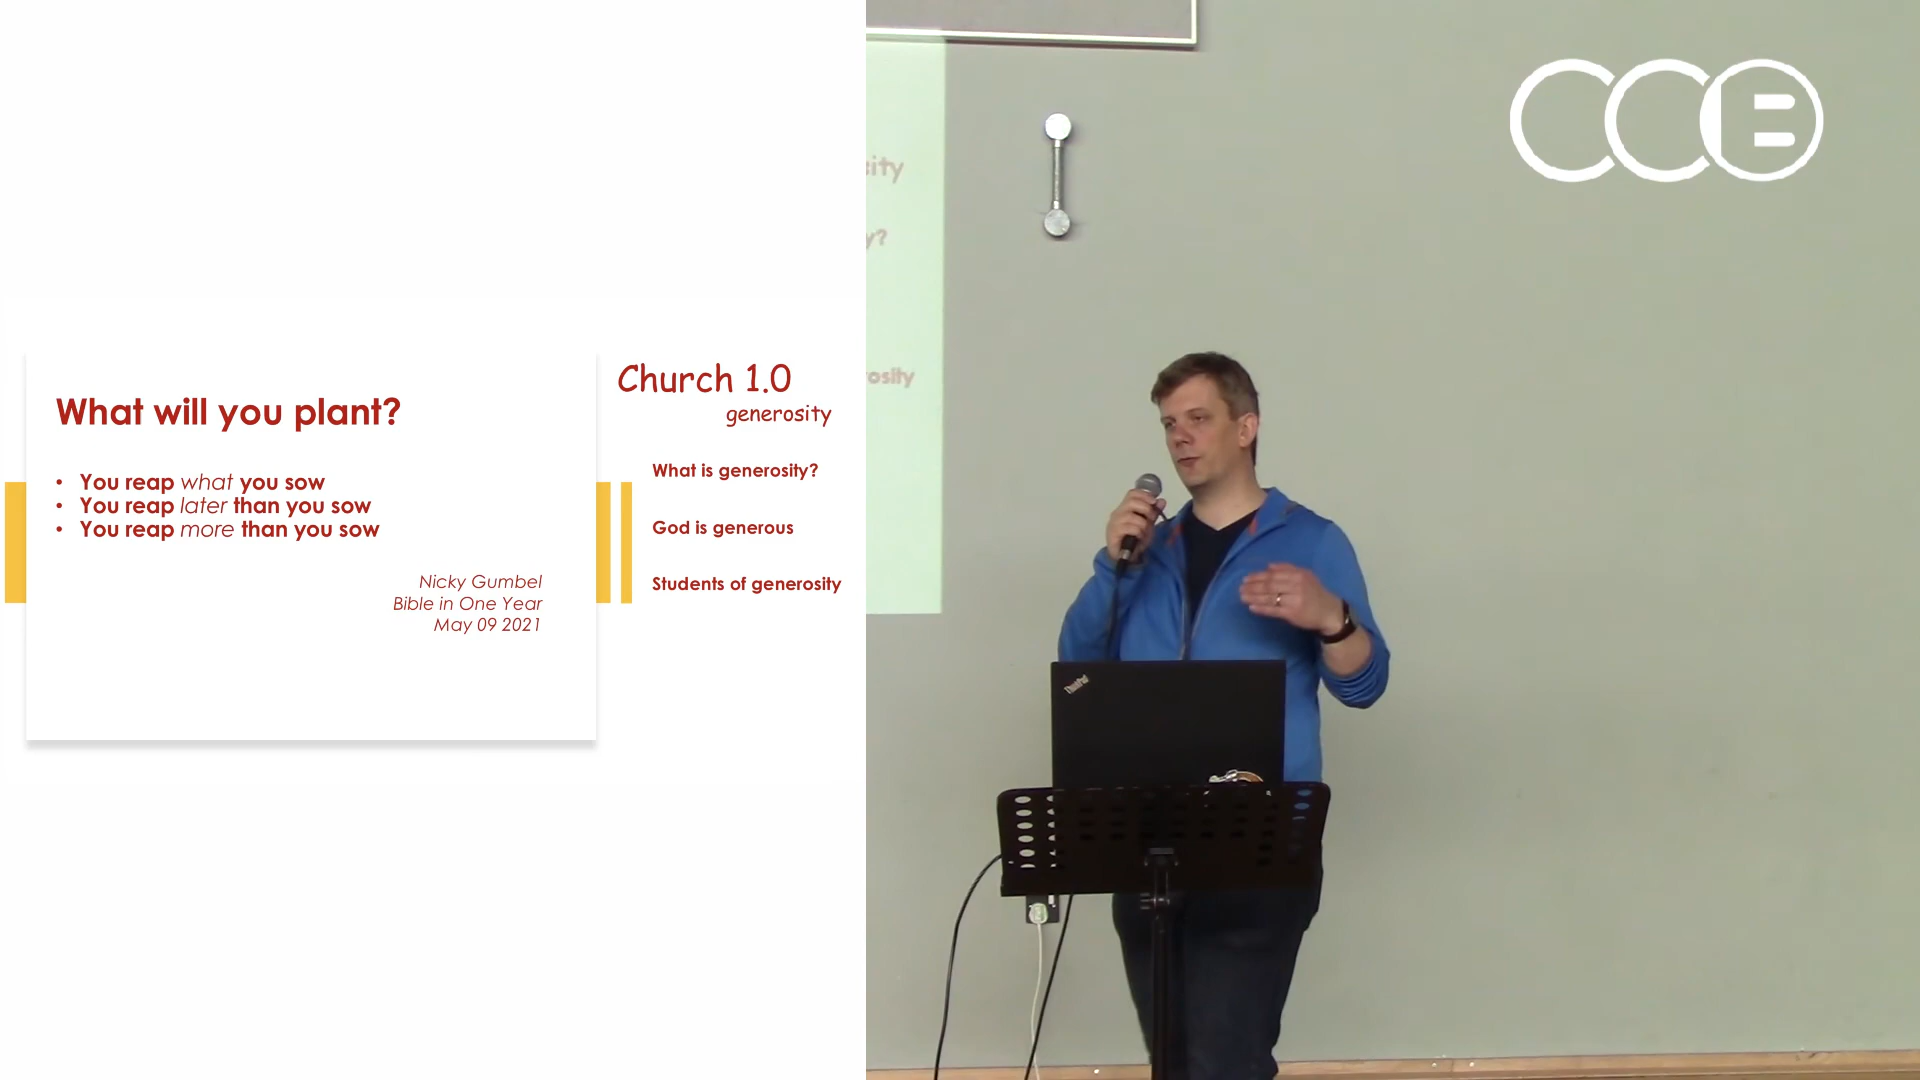 What will you plant?
• You reap what you sow
• You reap later than you sow
• You reap more than you sow
Nicky Gumbel
Bible in One Year
May 09 2021
Church 1.0
generosity
What is generosity?
God is generous
Students of generosity
sity
y?
osity
CCB
ThinkPad